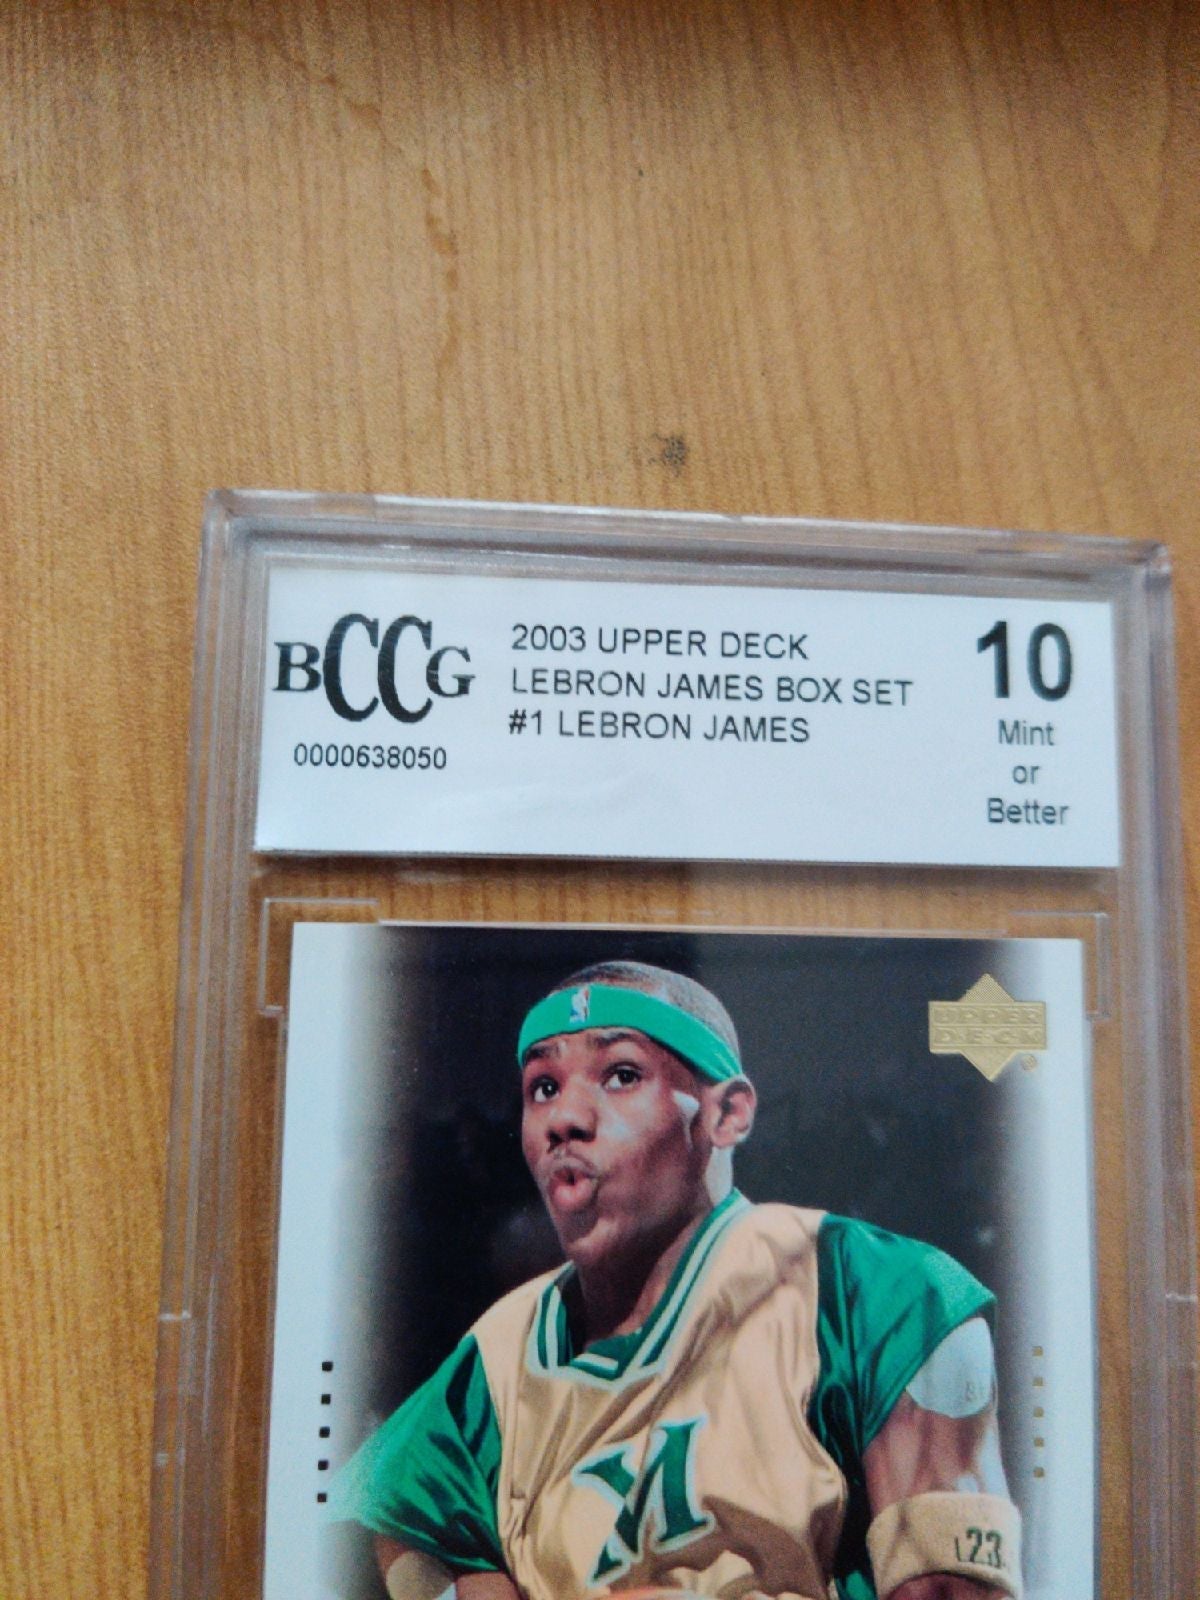 BCCG
0000638050
2003 UPPER DECK
LEBRON JAMES BOX SET
#1 LEBRON JAMES
10
Mint
or
Better
UPPER
DECK
®
23